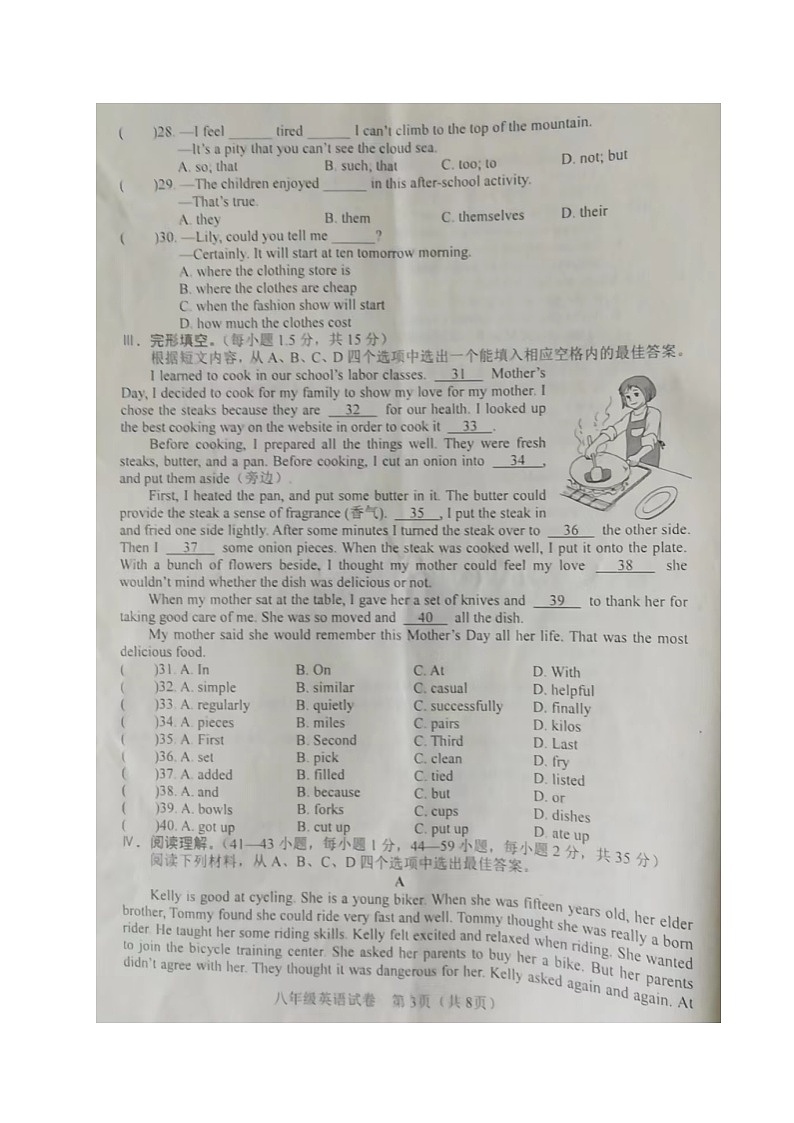 (    )28. —I feel ______ tired ______ I can't climb to the top of the mountain.
—It's a pity that you can't see the cloud sea.
A. so; that    B. such; that    C. too; to    D. not; but
(    )29. —The children enjoyed ______ in this after-school activity.
—That's true.
A. they    B. them    C. themselves    D. their
(    )30. —Lily, could you tell me ______?
—Certainly. It will start at ten tomorrow morning.
A. where the clothing store is
B. where the clothes are cheap
C. when the fashion show will start
D. how much the clothes cost
Ⅲ. 完形填空。(每小题 1.5 分，共 15 分)
根据短文内容，从 A、B、C、D 四个选项中选出一个能填入相应空格内的最佳答案。
I learned to cook in our school's labor classes. __31__ Mother's
Day, I decided to cook for my family to show my love for my mother. I
chose the steaks because they are __32__ for our health. I looked up
the best cooking way on the website in order to cook it __33__.
Before cooking, I prepared all the things well. They were fresh
steaks, butter, and a pan. Before cooking, I cut an onion into __34__,
and put them aside (旁边).
First, I heated the pan, and put some butter in it. The butter could
provide the steak a sense of fragrance (香气). __35__, I put the steak in
and fried one side lightly. After some minutes I turned the steak over to __36__ the other side.
Then I __37__ some onion pieces. When the steak was cooked well, I put it onto the plate.
With a bunch of flowers beside, I thought my mother could feel my love __38__ she
wouldn't mind whether the dish was delicious or not.
When my mother sat at the table, I gave her a set of knives and __39__ to thank her for
taking good care of me. She was so moved and __40__ all the dish.
My mother said she would remember this Mother's Day all her life. That was the most
delicious food.
(    )31. A. In    B. On    C. At    D. With
(    )32. A. simple    B. similar    C. casual    D. helpful
(    )33. A. regularly    B. quietly    C. successfully    D. finally
(    )34. A. pieces    B. miles    C. pairs    D. kilos
(    )35. A. First    B. Second    C. Third    D. Last
(    )36. A. set    B. pick    C. clean    D. fry
(    )37. A. added    B. filled    C. tied    D. listed
(    )38. A. and    B. because    C. but    D. or
(    )39. A. bowls    B. forks    C. cups    D. dishes
(    )40. A. got up    B. cut up    C. put up    D. ate up
Ⅳ. 阅读理解。(41—43 小题，每小题 1 分，44—59 小题，每小题 2 分，共 35 分)
阅读下列材料，从 A、B、C、D 四个选项中选出最佳答案。
A
Kelly is good at cycling. She is a young biker. When she was fifteen years old, her elder
brother, Tommy found she could ride very fast and well. Tommy thought she was really a born
rider. He taught her some riding skills. Kelly felt excited and relaxed when riding. She wanted
to join the bicycle training center. She asked her parents to buy her a bike. But her parents
didn't agree with her. They thought it was dangerous for her. Kelly asked again and again. At
八年级英语试卷 第 3页（共 8页）